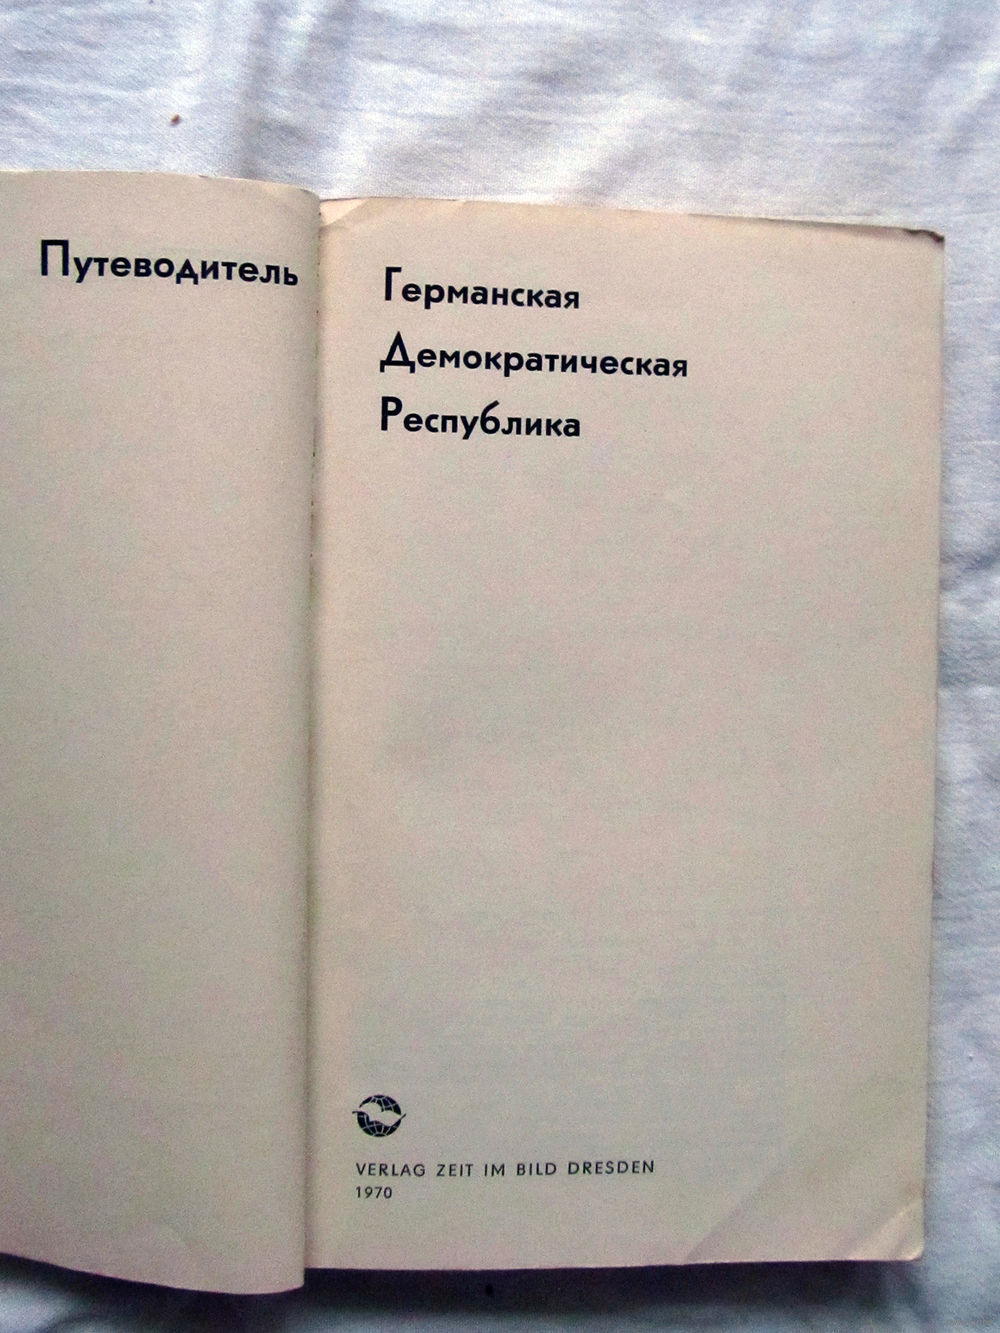 Путеводитель
Германская
Демократическая
Республика
VERLAG ZEIT IM BILD DRESDEN
1970